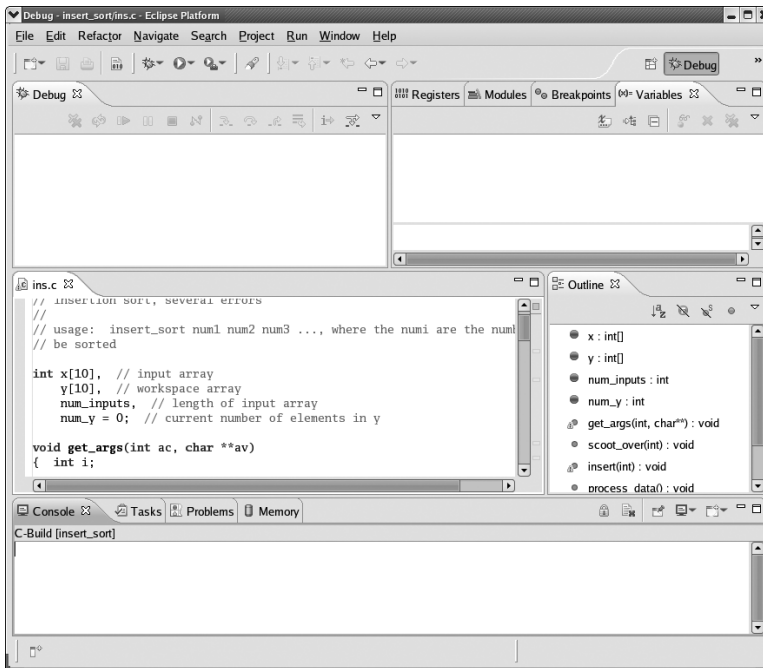 Debug - insert_sort/ins.c - Eclipse Platform
File Edit Refactor Navigate Search Project Run Window Help
Debug
»
Debug
Registers Modules Breakpoints (x)= Variables
ins.c
// insertion sort, several errors
//
// usage: insert_sort num1 num2 num3 ..., where the numi are the numb
// be sorted
int x[10], // input array
y[10], // workspace array
num_inputs, // length of input array
num_y = 0; // current number of elements in y
void get_args(int ac, char **av)
{ int i;
Outline
x : int[]
y : int[]
num_inputs : int
num_y : int
get_args(int, char**) : void
scoot_over(int) : void
insert(int) : void
process_data() : void
Console Tasks Problems Memory
C-Build [insert_sort]